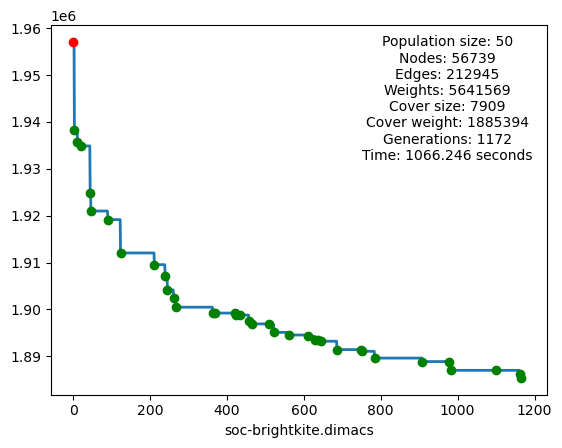 1e6
1.96
1.95
1.94
1.93
1.92
1.91
1.90
1.89
Population size: 50
Nodes: 56739
Edges: 212945
Weights: 5641569
Cover size: 7909
Cover weight: 1885394
Generations: 1172
Time: 1066.246 seconds
0 200 400 600 800 1000 1200
soc-brightkite.dimacs